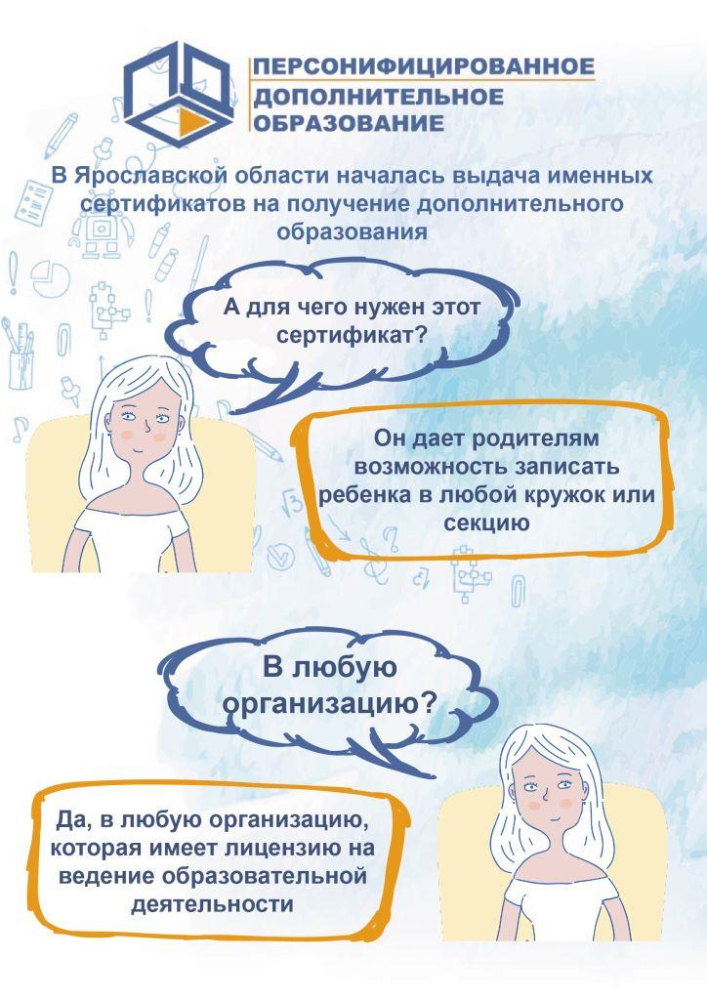 ПЕРСОНИФИЦИРОВАННОЕ
ДОПОЛНИТЕЛЬНОЕ
ОБРАЗОВАНИЕ
В Ярославской области началась выдача именных
сертификатов на получение дополнительного
образования
А для чего нужен этот
сертификат?
Он дает родителям
возможность записать
ребенка в любой кружок или
секцию
В любую
организацию?
Да, в любую организацию,
которая имеет лицензию на
ведение образовательной
деятельности